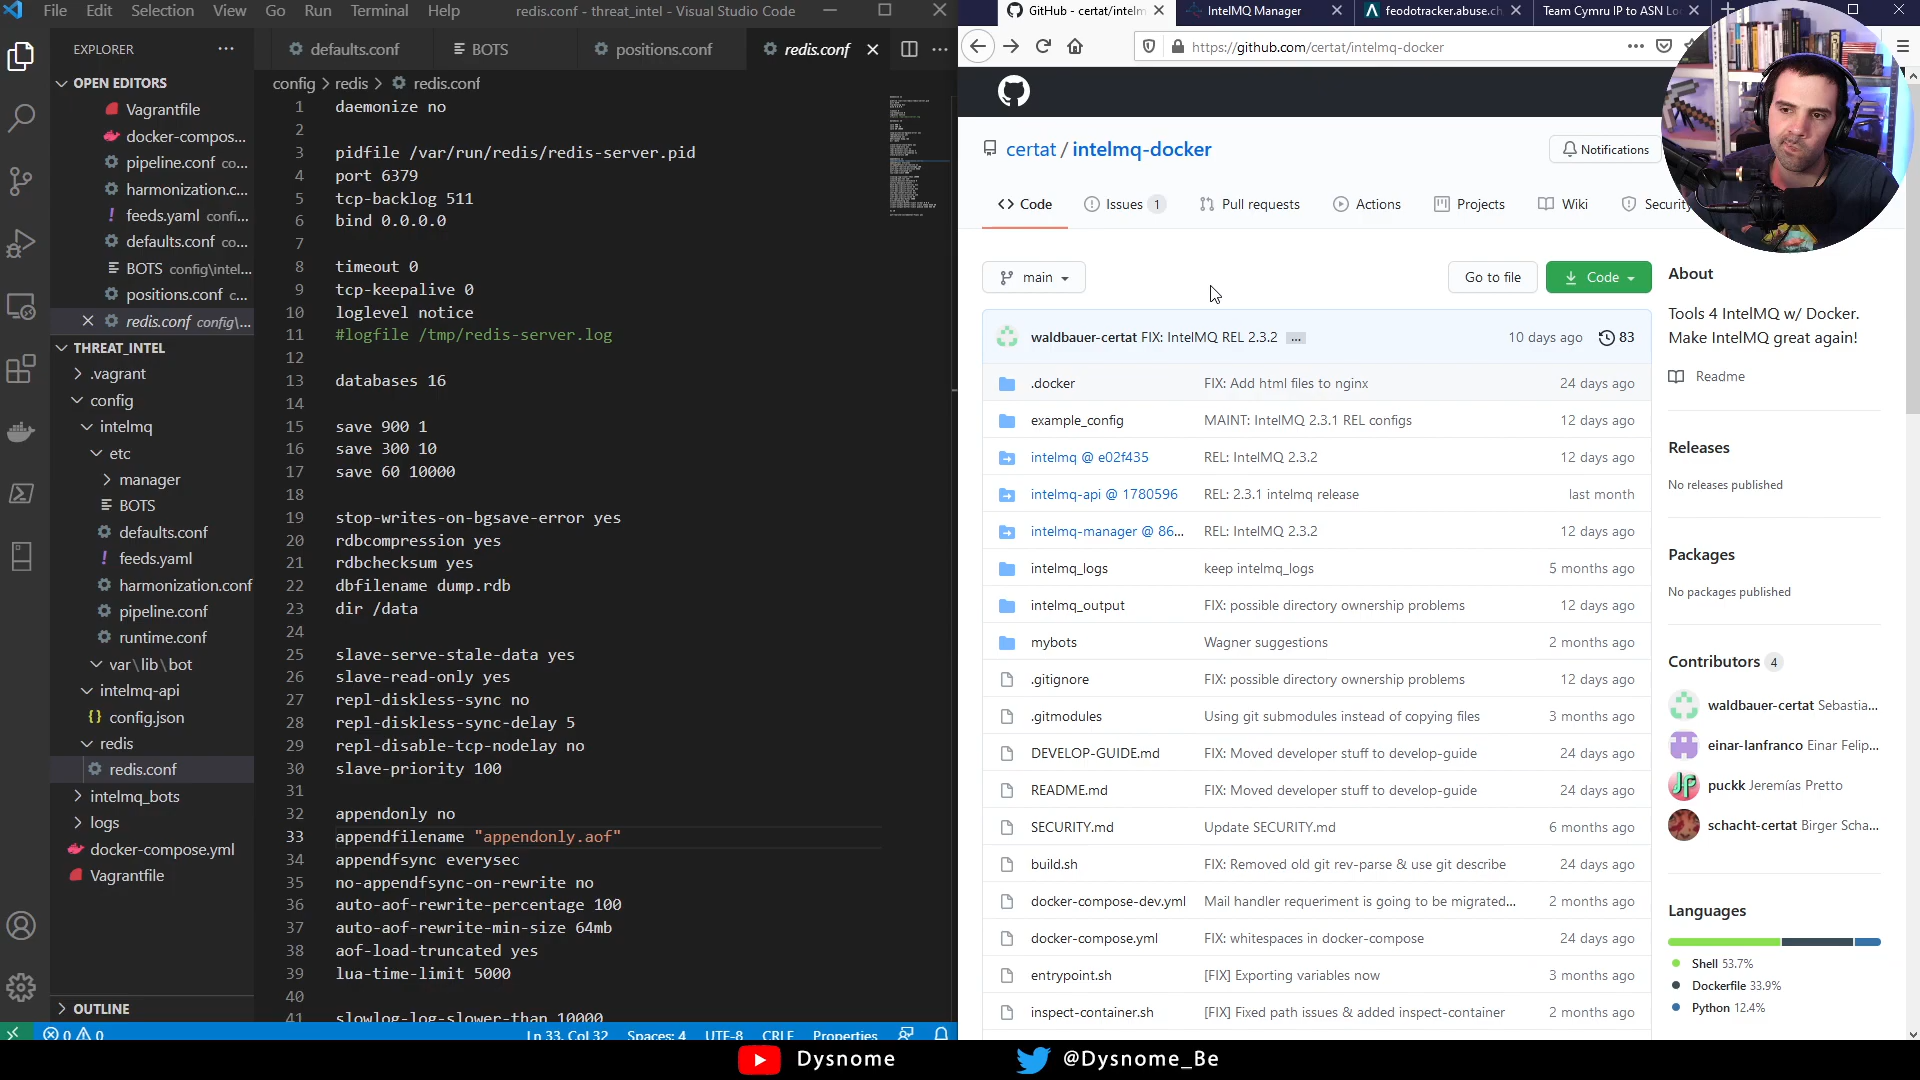 File Edit Selection View Go Run Terminal Help redis.conf - threat_intel - Visual Studio Code
EXPLORER
OPEN EDITORS
Vagrantfile
docker-compos...
pipeline.conf co...
harmonization.c...
feeds.yaml confi...
defaults.conf co...
BOTS config\intel...
positions.conf c...
redis.conf config\...
THREAT_INTEL
.vagrant
config
intelmq
etc
manager
BOTS
defaults.conf
feeds.yaml
harmonization.conf
pipeline.conf
runtime.conf
var\lib\bot
intelmq-api
config.json
redis
redis.conf
intelmq_bots
logs
docker-compose.yml
Vagrantfile
OUTLINE
defaults.conf BOTS positions.conf redis.conf
config > redis > redis.conf
1 daemonize no
2
3 pidfile /var/run/redis/redis-server.pid
4 port 6379
5 tcp-backlog 511
6 bind 0.0.0.0
7
8 timeout 0
9 tcp-keepalive 0
10 loglevel notice
11 #logfile /tmp/redis-server.log
12
13 databases 16
14
15 save 900 1
16 save 300 10
17 save 60 10000
18
19 stop-writes-on-bgsave-error yes
20 rdbcompression yes
21 rdbchecksum yes
22 dbfilename dump.rdb
23 dir /data
24
25 slave-serve-stale-data yes
26 slave-read-only yes
27 repl-diskless-sync no
28 repl-diskless-sync-delay 5
29 repl-disable-tcp-nodelay no
30 slave-priority 100
31
32 appendonly no
33 appendfilename "appendonly.aof"
34 appendfsync everysec
35 no-appendfsync-on-rewrite no
36 auto-aof-rewrite-percentage 100
37 auto-aof-rewrite-min-size 64mb
38 aof-load-truncated yes
39 lua-time-limit 5000
40
41 slowlog-log-slower-than 10000
0 0 Ln 33, Col 32 Spaces: 4 UTF-8 CRLF Properties
GitHub - certat/intelm IntelMQ Manager feodotracker.abuse.ch Team Cymru IP to ASN Lo
https://github.com/certat/intelmq-docker
certat / intelmq-docker
Notifications
Code Issues 1 Pull requests Actions Projects Wiki Security
main Go to file Code
waldbauer-certat FIX: IntelMQ REL 2.3.2 ... 10 days ago 83
.docker FIX: Add html files to nginx 24 days ago
example_config MAINT: IntelMQ 2.3.1 REL configs 12 days ago
intelmq @ e02f435 REL: IntelMQ 2.3.2 12 days ago
intelmq-api @ 1780596 REL: 2.3.1 intelmq release last month
intelmq-manager @ 86... REL: IntelMQ 2.3.2 12 days ago
intelmq_logs keep intelmq_logs 5 months ago
intelmq_output FIX: possible directory ownership problems 12 days ago
mybots Wagner suggestions 2 months ago
.gitignore FIX: possible directory ownership problems 12 days ago
.gitmodules Using git submodules instead of copying files 3 months ago
DEVELOP-GUIDE.md FIX: Moved developer stuff to develop-guide 24 days ago
README.md FIX: Moved developer stuff to develop-guide 24 days ago
SECURITY.md Update SECURITY.md 6 months ago
build.sh FIX: Removed old git rev-parse & use git describe 24 days ago
docker-compose-dev.yml Mail handler requeriment is going to be migrated... 2 months ago
docker-compose.yml FIX: whitespaces in docker-compose 24 days ago
entrypoint.sh [FIX] Exporting variables now 3 months ago
inspect-container.sh [FIX] Fixed path issues & added inspect-container 2 months ago
About
Tools 4 IntelMQ w/ Docker.
Make IntelMQ great again!
Readme
Releases
No releases published
Packages
No packages published
Contributors 4
waldbauer-certat Sebastia...
einar-lanfranco Einar Felip...
puckk Jeremías Pretto
schacht-certat Birger Scha...
Languages
Shell 53.7%
Dockerfile 33.9%
Python 12.4%
Dysnome @Dysnome_Be